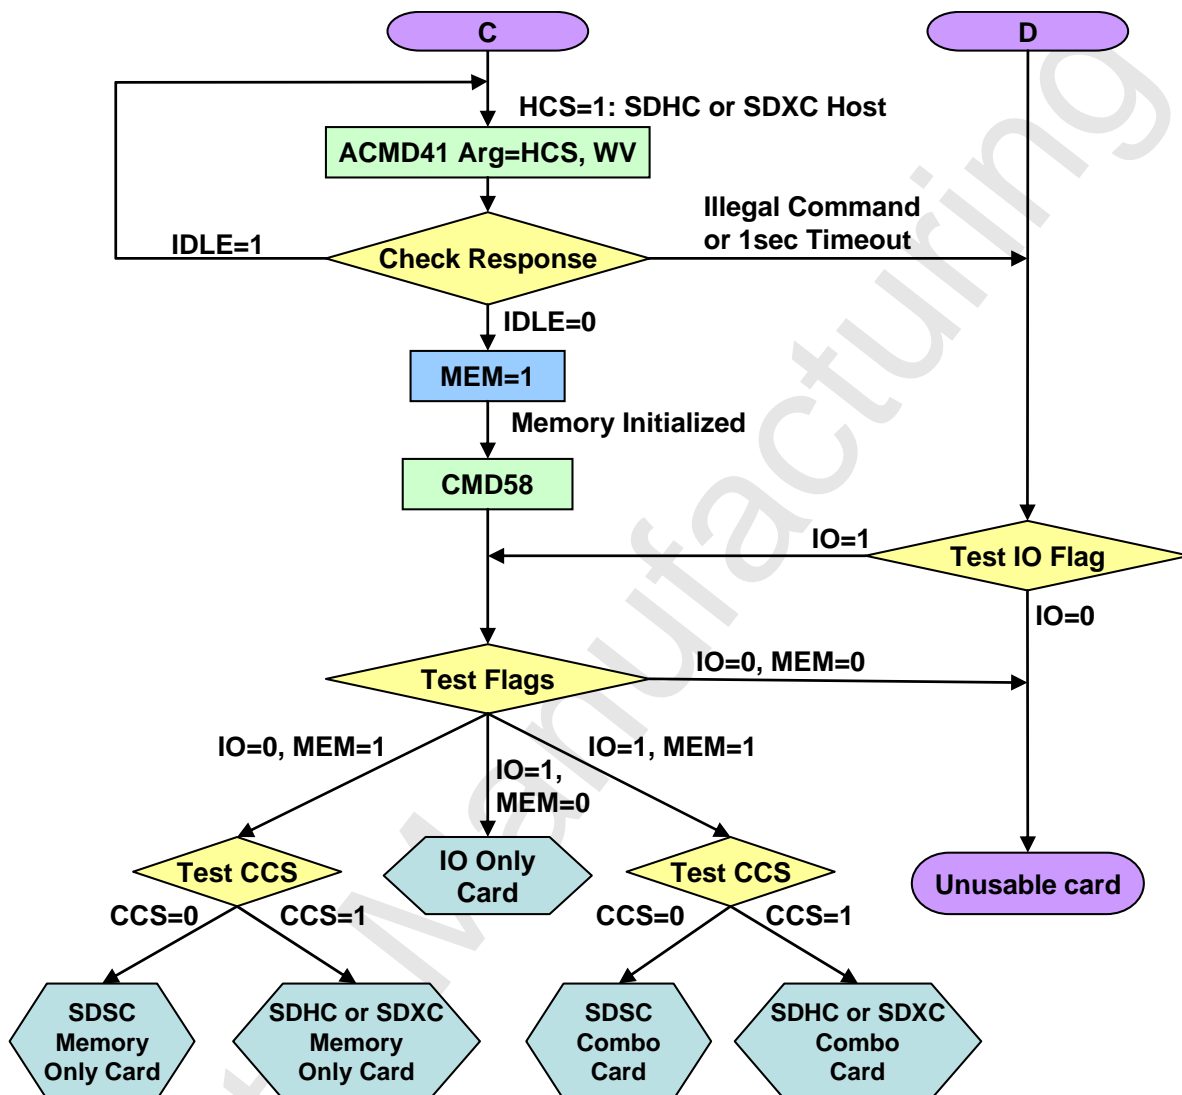 C
D
HCS=1: SDHC or SDXC Host
ACMD41 Arg=HCS, WV
Illegal Command
or 1sec Timeout
IDLE=1
Check Response
IDLE=0
MEM=1
Memory Initialized
CMD58
IO=1
Test IO Flag
IO=0
Test Flags
IO=0, MEM=0
IO=0, MEM=1
IO=1,
MEM=0
IO=1, MEM=1
Test CCS
IO Only
Card
Test CCS
Unusable card
CCS=0
CCS=1
CCS=0
CCS=1
SDSC
Memory
Only Card
SDHC or SDXC
Memory
Only Card
SDSC
Combo
Card
SDHC or SDXC
Combo
Card
Manufacturing